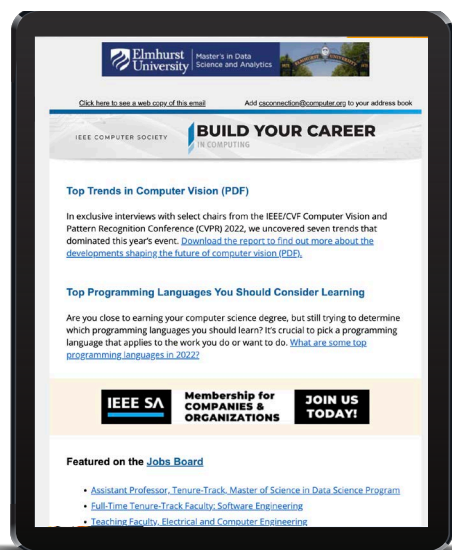 Elmhurst
University
Master's in Data
Science and Analytics
Click here to see a web copy of this email
Add csconnection@computer.org to your address book
IEEE COMPUTER SOCIETY
BUILD YOUR CAREER
IN COMPUTING
Top Trends in Computer Vision (PDF)
In exclusive interviews with select chairs from the IEEE/CVF Computer Vision and
Pattern Recognition Conference (CVPR) 2022, we uncovered seven trends that
dominated this year's event. Download the report to find out more about the
developments shaping the future of computer vision (PDF).
Top Programming Languages You Should Consider Learning
Are you close to earning your computer science degree, but still trying to determine
which programming languages you should learn? It's crucial to pick a programming
language that applies to the work you do or want to do. What are some top
programming languages in 2022?
IEEE SA
Membership for
COMPANIES &
ORGANIZATIONS
JOIN US
TODAY!
Featured on the Jobs Board
• Assistant Professor, Tenure-Track, Master of Science in Data Science Program
• Full-Time Tenure-Track Faculty: Software Engineering
• Teaching Faculty, Electrical and Computer Engineering